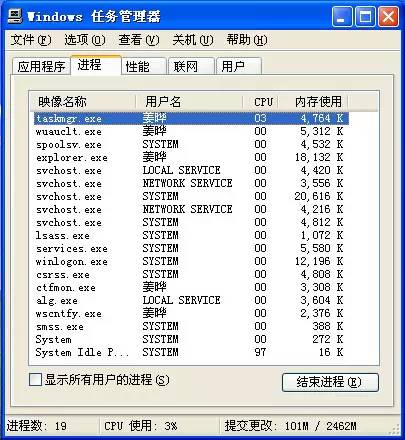 Windows 任务管理器
文件(F) 选项(O) 查看(V) 关机(U) 帮助(H)
应用程序 进程 性能 联网 用户
映像名称 用户名 CPU 内存使用
taskmgr.exe 姜晔 03 4,764 K
wuauclt.exe 姜晔 00 5,312 K
spoolsv.exe SYSTEM 00 4,532 K
explorer.exe 姜晔 00 18,132 K
svchost.exe LOCAL SERVICE 00 4,420 K
svchost.exe NETWORK SERVICE 00 3,556 K
svchost.exe SYSTEM 00 20,616 K
svchost.exe NETWORK SERVICE 00 4,216 K
svchost.exe SYSTEM 00 4,812 K
lsass.exe SYSTEM 00 1,072 K
services.exe SYSTEM 00 5,580 K
winlogon.exe SYSTEM 00 12,196 K
csrss.exe SYSTEM 00 4,808 K
ctfmon.exe 姜晔 00 3,308 K
alg.exe LOCAL SERVICE 00 3,604 K
wscntfy.exe 姜晔 00 2,376 K
smss.exe SYSTEM 00 388 K
System SYSTEM 00 272 K
System Idle P... SYSTEM 97 16 K
显示所有用户的进程(S) 结束进程(E)
进程数: 19 CPU 使用: 3% 提交更改: 101M / 2462M